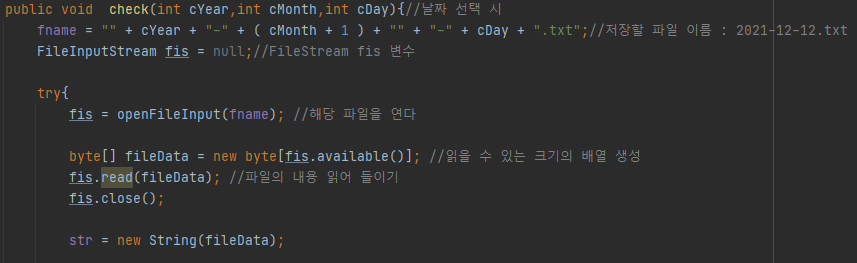 public void  check(int cYear,int cMonth,int cDay){//날짜 선택 시
fname = "" + cYear + "-" + ( cMonth + 1 ) + "" + "-" + cDay + ".txt";//저장할 파일 이름 : 2021-12-12.txt
FileInputStream fis = null;//FileStream fis 변수
try{
fis = openFileInput(fname); //해당 파일을 연다
byte[] fileData = new byte[fis.available()]; //읽을 수 있는 크기의 배열 생성
fis.read(fileData); //파일의 내용 읽어 들이기
fis.close();
str = new String(fileData);